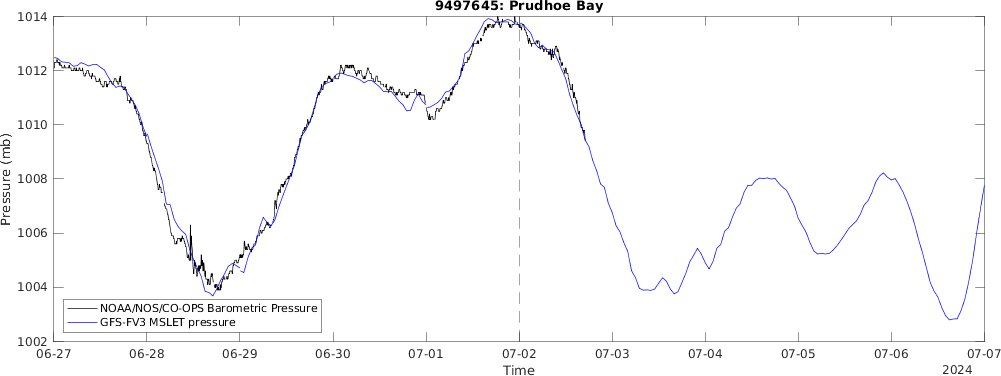 9497645: Prudhoe Bay
Pressure (mb)
1014
1012
1010
1008
1006
1004
1002
NOAA/NOS/CO-OPS Barometric Pressure
GFS-FV3 MSLET pressure
06-27 06-28 06-29 06-30 07-01 07-02 07-03 07-04 07-05 07-06 07-07
Time
2024